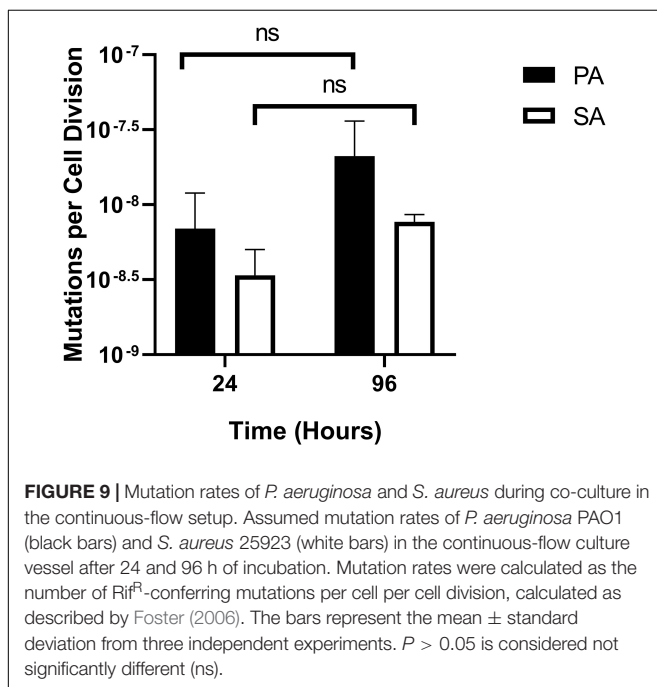 ns
ns
PA
SA
Mutations per Cell Division
10-7
10-7.5
10-8
10-8.5
10-9
24
96
Time (Hours)
FIGURE 9 | Mutation rates of P. aeruginosa and S. aureus during co-culture in
the continuous-flow setup. Assumed mutation rates of P. aeruginosa PAO1
(black bars) and S. aureus 25923 (white bars) in the continuous-flow culture
vessel after 24 and 96 h of incubation. Mutation rates were calculated as the
number of RifR-conferring mutations per cell per cell division, calculated as
described by Foster (2006). The bars represent the mean ± standard
deviation from three independent experiments. P > 0.05 is considered not
significantly different (ns).